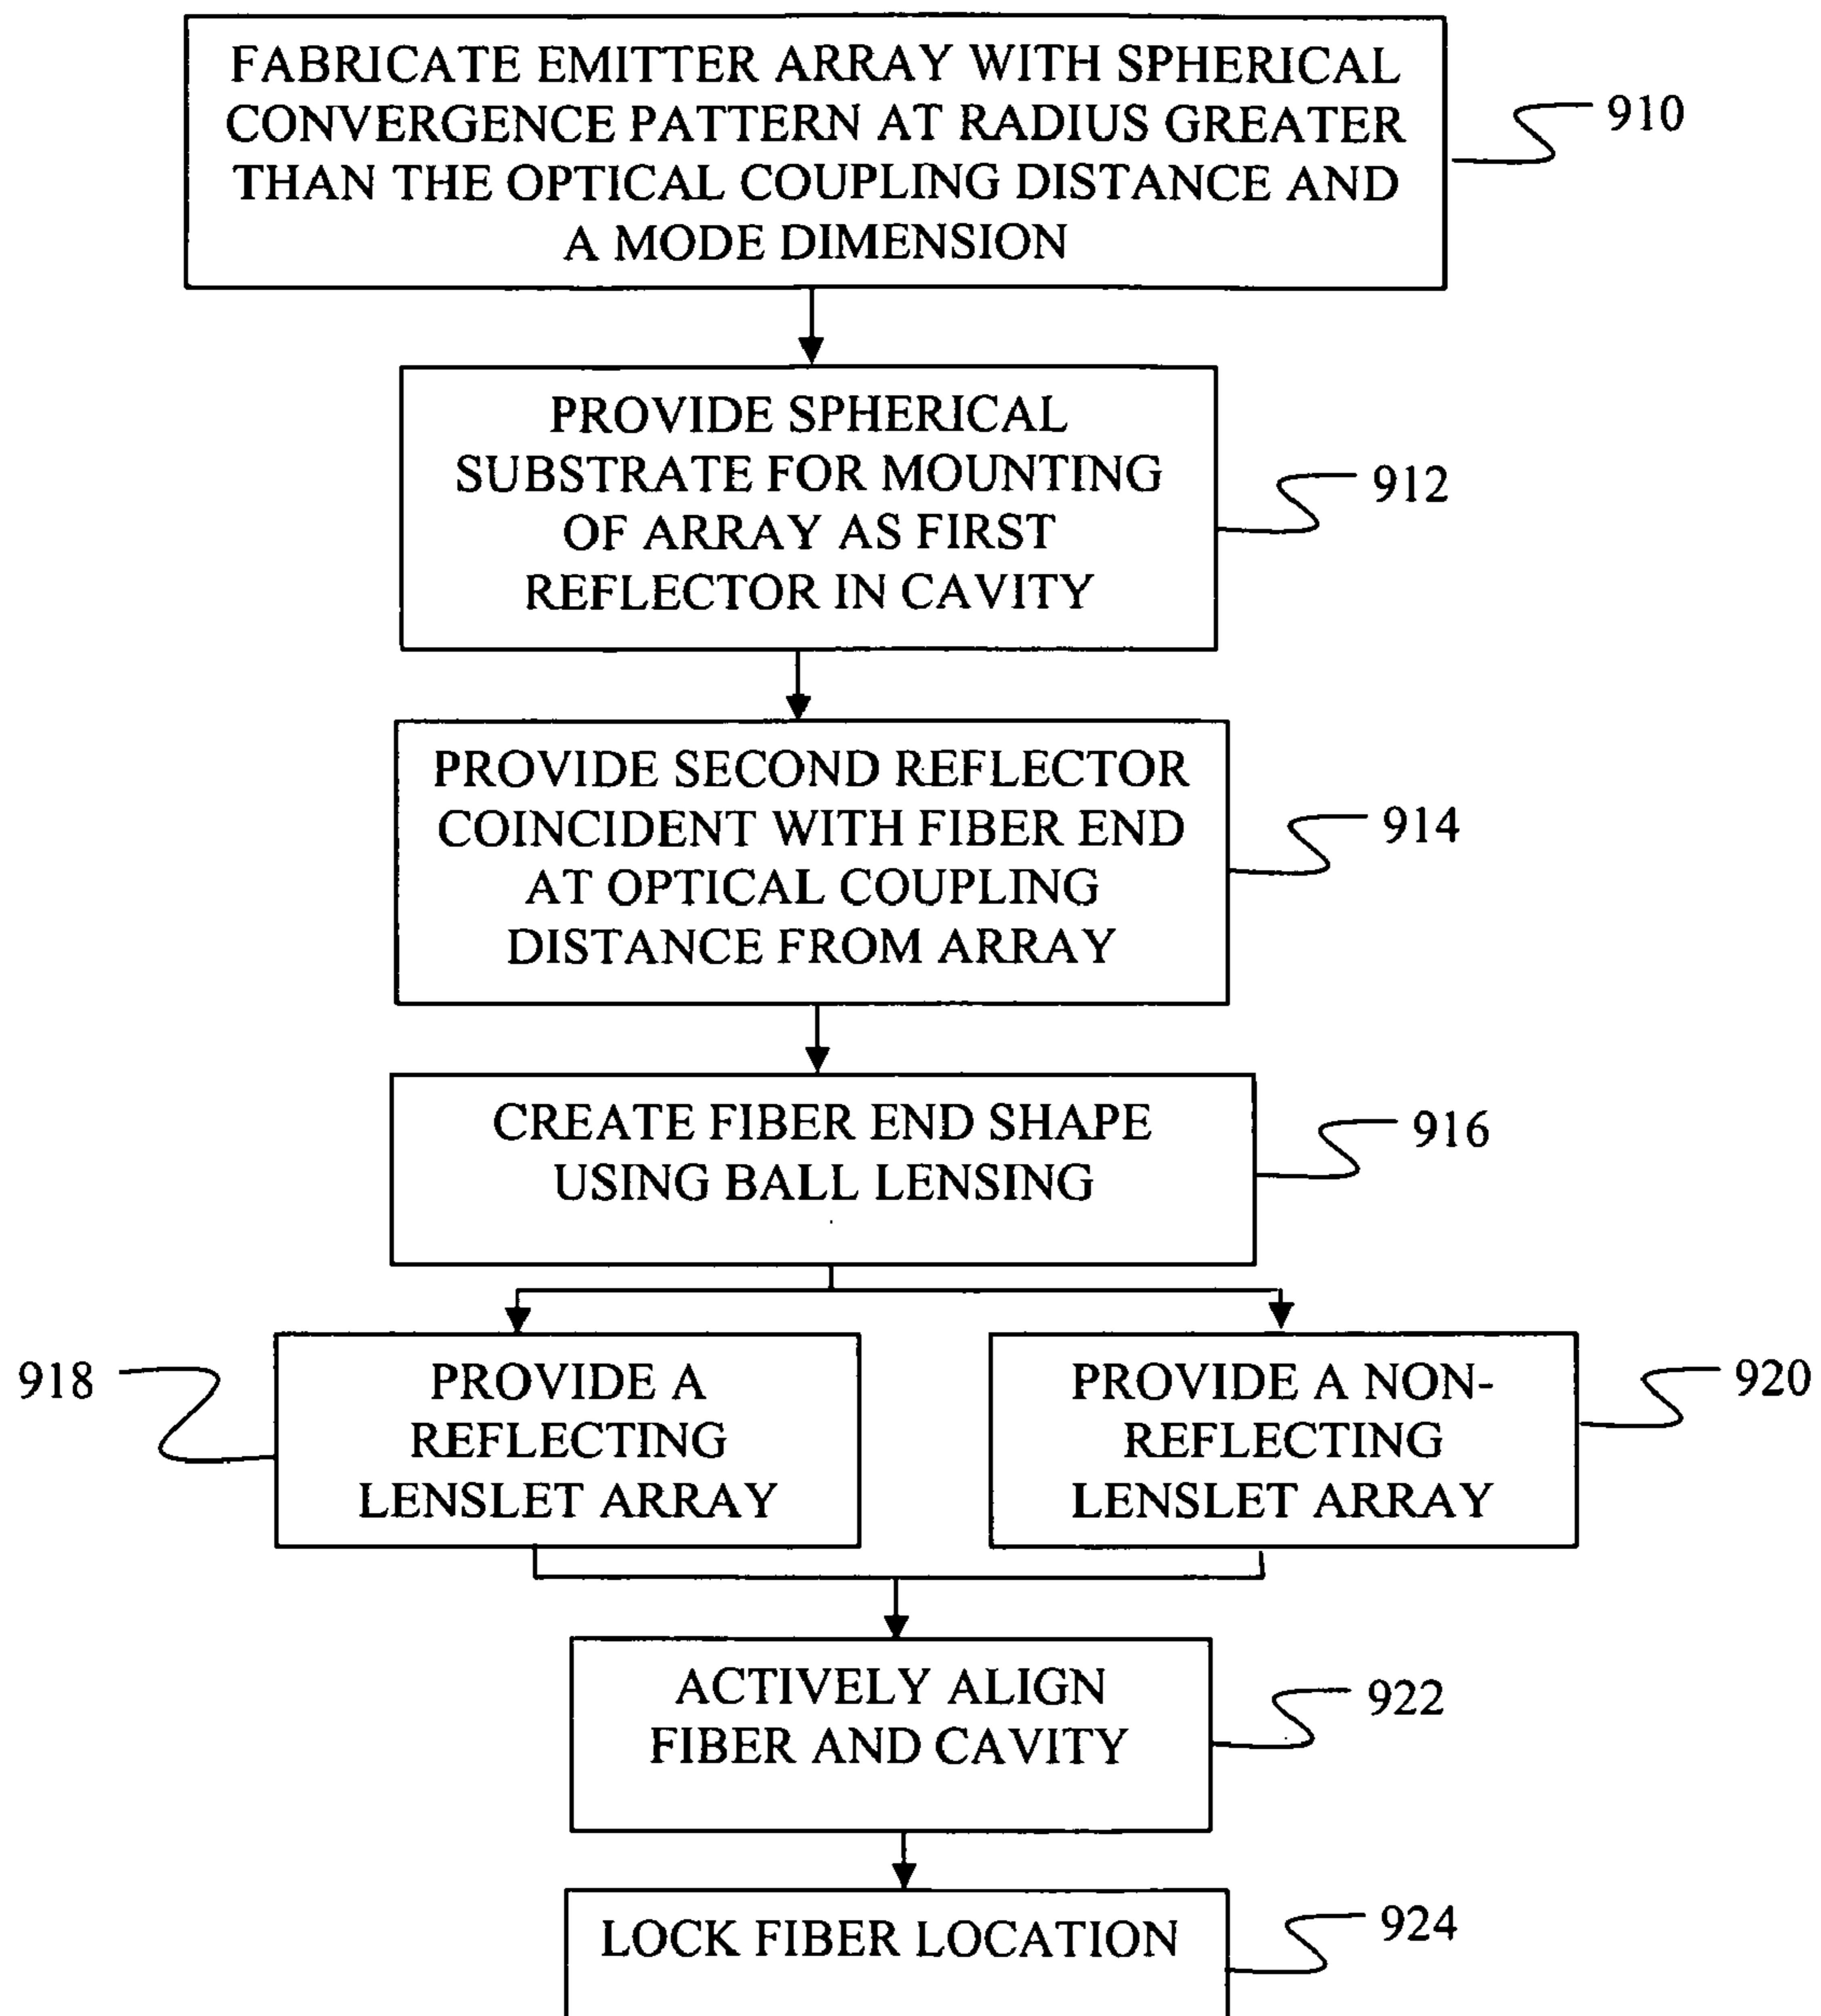 FABRICATE EMITTER ARRAY WITH SPHERICAL
CONVERGENCE PATTERN AT RADIUS GREATER
THAN THE OPTICAL COUPLING DISTANCE AND
A MODE DIMENSION
910
PROVIDE SPHERICAL
SUBSTRATE FOR MOUNTING
OF ARRAY AS FIRST
REFLECTOR IN CAVITY
912
PROVIDE SECOND REFLECTOR
COINCIDENT WITH FIBER END
AT OPTICAL COUPLING
DISTANCE FROM ARRAY
914
CREATE FIBER END SHAPE
USING BALL LENSING
916
918
PROVIDE A
REFLECTING
LENSLET ARRAY
PROVIDE A NON-
REFLECTING
LENSLET ARRAY
920
ACTIVELY ALIGN
FIBER AND CAVITY
922
LOCK FIBER LOCATION
924